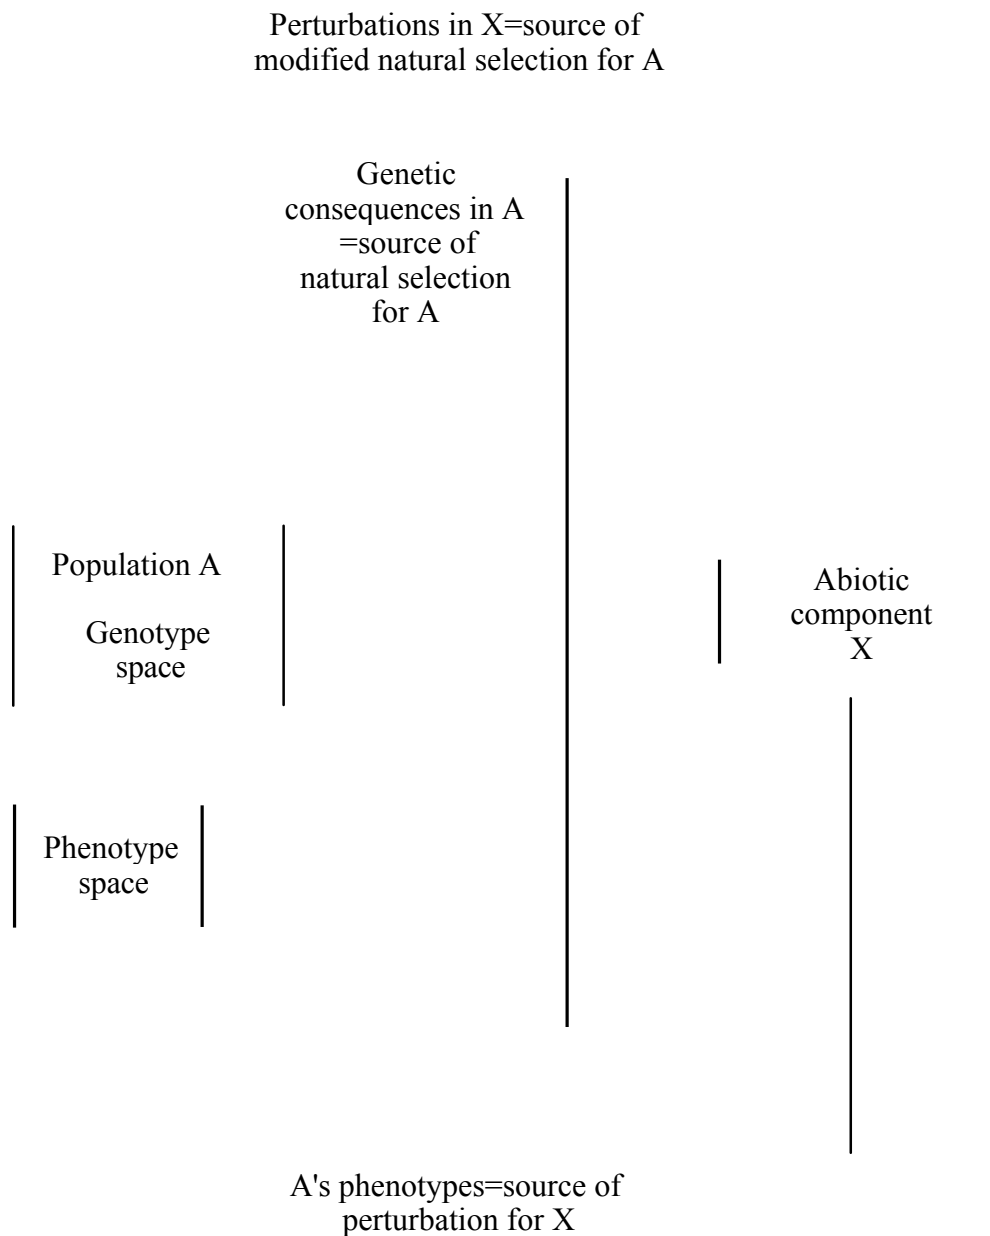 Perturbations in X=source of
modified natural selection for A
Genetic
consequences in A
=source of
natural selection
for A
Population A
Genotype
space
Abiotic
component
X
Phenotype
space
A's phenotypes=source of
perturbation for X